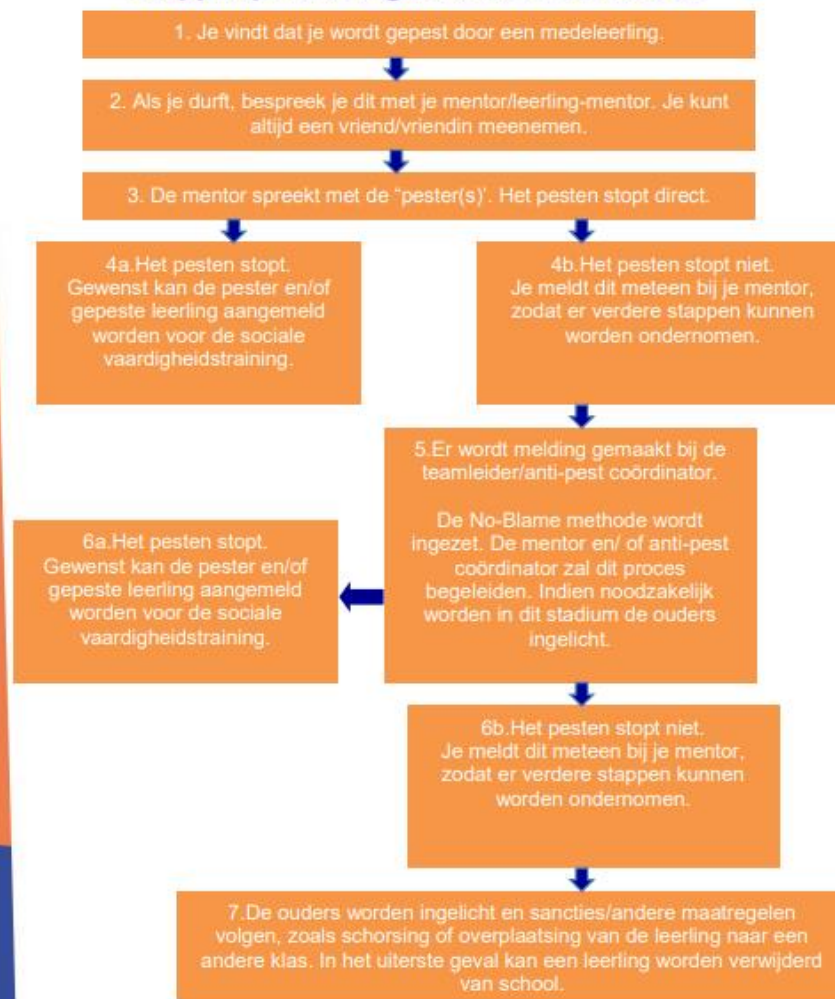 1. Je vindt dat je wordt gepest door een medeleerling.
2. Als je durft, bespreek je dit met je mentor/leerling-mentor. Je kunt
altijd een vriend/vriendin meenemen.
3. De mentor spreekt met de “pester(s)’. Het pesten stopt direct.
4a.Het pesten stopt.
Gewenst kan de pester en/of
gepeste leerling aangemeld
worden voor de sociale
vaardigheidstraining.
4b.Het pesten stopt niet.
Je meldt dit meteen bij je mentor,
zodat er verdere stappen kunnen
worden ondernomen.
5.Er wordt melding gemaakt bij de
teamleider/anti-pest coördinator.
De No-Blame methode wordt
ingezet. De mentor en/ of anti-pest
coördinator zal dit proces
begeleiden. Indien noodzakelijk
worden in dit stadium de ouders
ingelicht.
6a.Het pesten stopt.
Gewenst kan de pester en/of
gepeste leerling aangemeld
worden voor de sociale
vaardigheidstraining.
6b.Het pesten stopt niet.
Je meldt dit meteen bij je mentor,
zodat er verdere stappen kunnen
worden ondernomen.
7.De ouders worden ingelicht en sancties/andere maatregelen
volgen, zoals schorsing of overplaatsing van de leerling naar een
andere klas. In het uiterste geval kan een leerling worden verwijderd
van school.